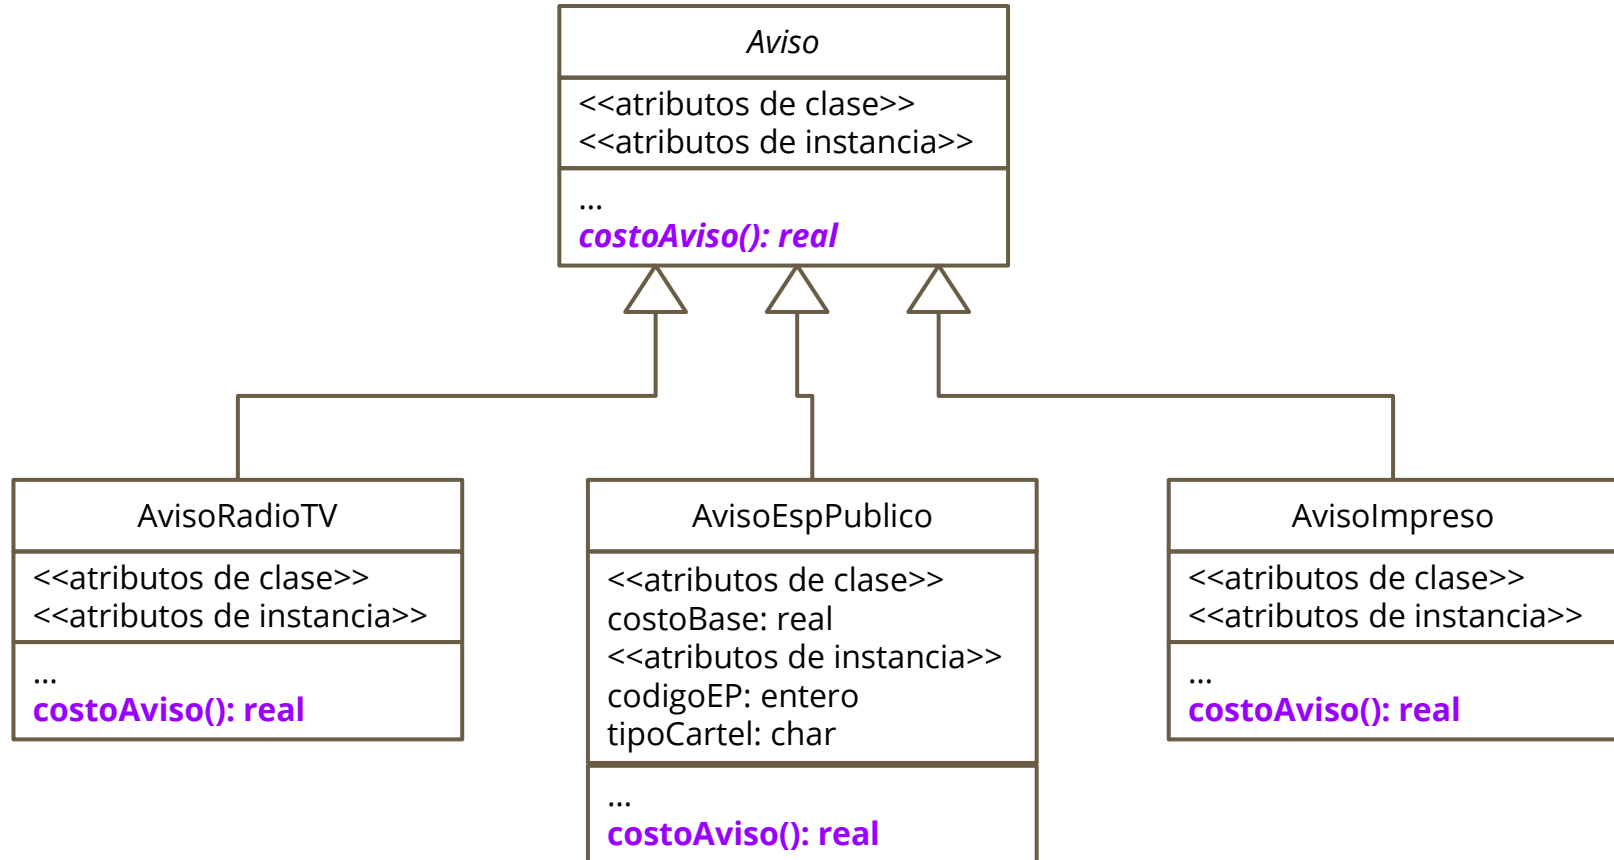 Aviso
<<atributos de clase>>
<<atributos de instancia>>
...
costoAviso(): real
AvisoRadioTV
<<atributos de clase>>
<<atributos de instancia>>
...
costoAviso(): real
AvisoEspPublico
<<atributos de clase>>
costoBase: real
<<atributos de instancia>>
codigoEP: entero
tipoCartel: char
...
costoAviso(): real
AvisoImpreso
<<atributos de clase>>
<<atributos de instancia>>
...
costoAviso(): real